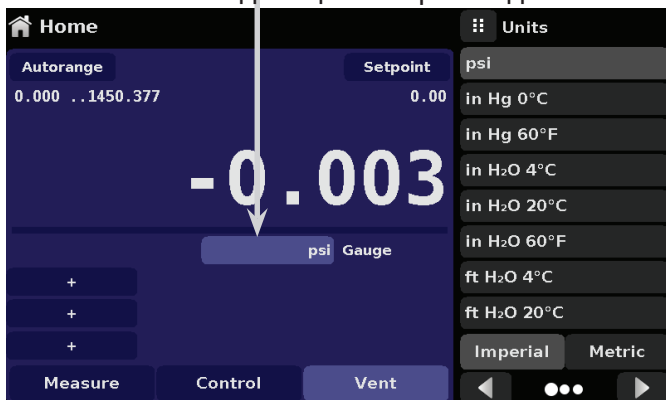 Home
Units
Autorange
Setpoint
0.000 ..1450.377
0.00
-0.003
psi Gauge
+
+
+
Measure
Control
Vent
psi
in Hg 0°C
in Hg 60°F
in H₂O 4°C
in H₂O 20°C
in H₂O 60°F
ft H₂O 4°C
ft H₂O 20°C
Imperial
Metric